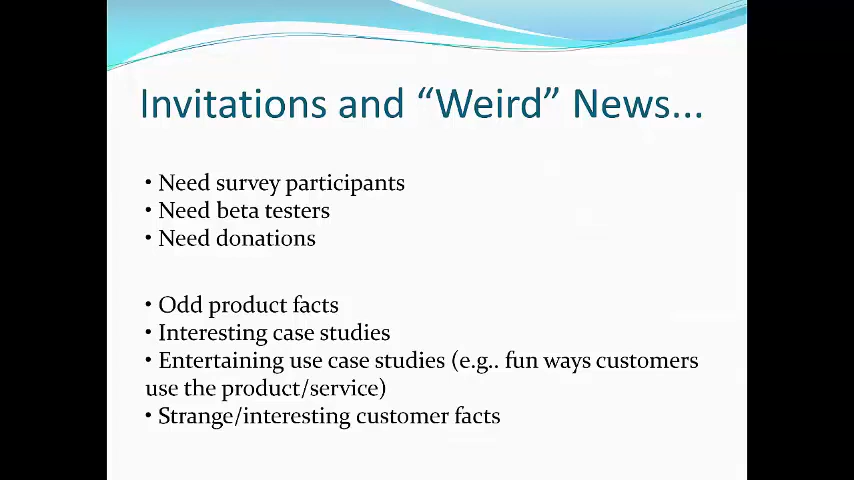 Invitations and “Weird” News...
• Need survey participants
• Need beta testers
• Need donations
• Odd product facts
• Interesting case studies
• Entertaining use case studies (e.g.. fun ways customers
use the product/service)
• Strange/interesting customer facts